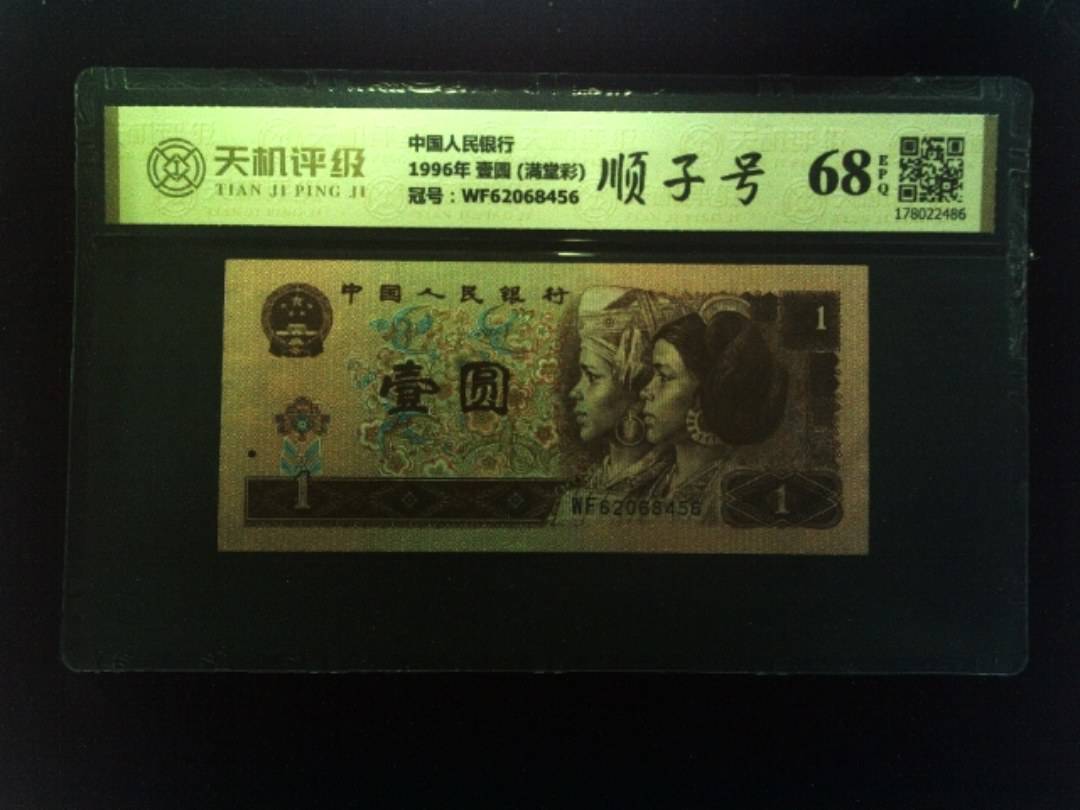 天机评级
TIAN JI PING JI
中国人民银行
1996年 壹圆 (满堂彩)
冠号：WF62068456
顺子号
68
EPQ
178022486
中国人民银行
1
壹圆
1
WF62068456
1